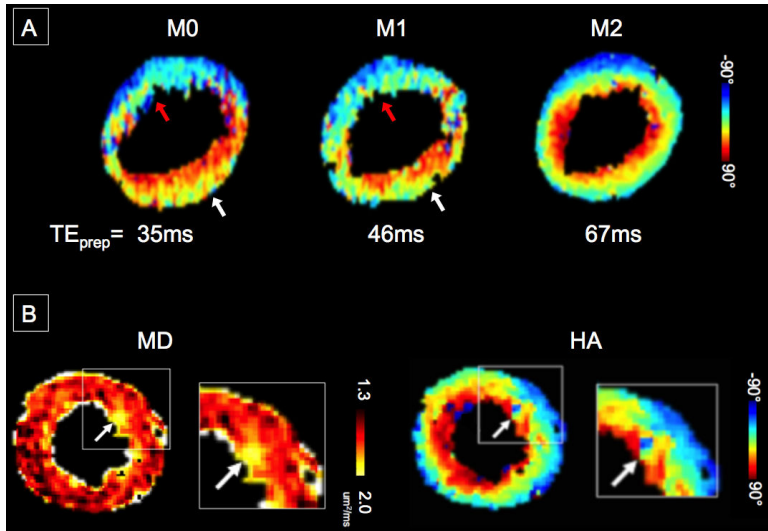 A
M0 M1 M2
-90°
90°
TEprep= 35ms 46ms 67ms
B
MD HA
1.3
2.0
um²/ms
-90°
90°